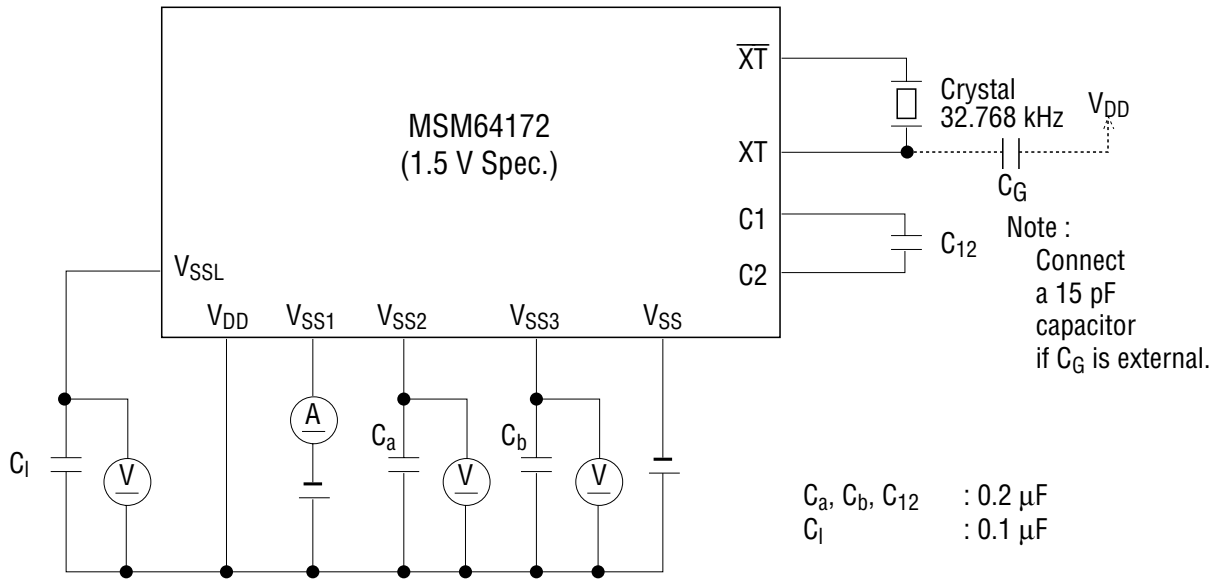 X̅T̅
Crystal
32.768 kHz
VDD
MSM64172
(1.5 V Spec.)
XT
CG
C1
C12
C2
Note :
Connect
a 15 pF
capacitor
if CG is external.
VSSL
VDD
VSS1
VSS2
VSS3
VSS
A
Ca
Cb
Cl
V
V
V
Ca, Cb, C12 : 0.2 μF
Cl : 0.1 μF